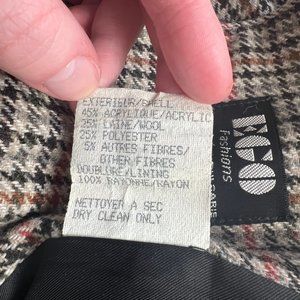 EXTERIEUR/SHELL
45% ACRYLIQUE/ACRYLIC
25% LAINE/WOOL
25% POLYESTER
5% AUTRES FIBRES/
OTHER FIBRES
DOUBLURE/LINING
100% RAYONNE/RAYON
NETTOYER A SEC
DRY CLEAN ONLY
EGO
Fashions